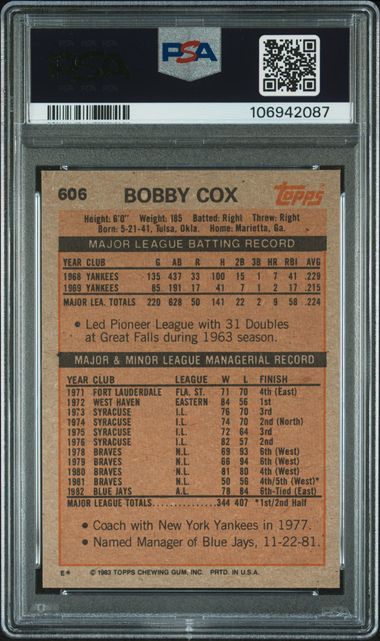 PSA
106942087
606 BOBBY COX Topps
Height: 6'0" Weight: 185 Batted: Right Threw: Right
Born: 5-21-41, Tulsa, Okla. Home: Marietta, Ga.
MAJOR LEAGUE BATTING RECORD
YEAR CLUB G AB R H 2B 3B HR RBI AVG
1968 YANKEES 135 437 33 100 15 1 7 41 .229
1969 YANKEES 85 191 17 41 7 1 2 17 .215
MAJOR LEA. TOTALS 220 628 50 141 22 2 9 58 .224
• Led Pioneer League with 31 Doubles
at Great Falls during 1963 season.
MAJOR & MINOR LEAGUE MANAGERIAL RECORD
YEAR CLUB LEAGUE W L FINISH
1971 FORT LAUDERDALE FLA. ST. 71 70 4th (East)
1972 WEST HAVEN EASTERN 84 56 1st
1973 SYRACUSE I.L. 76 70 3rd
1974 SYRACUSE I.L. 74 70 2nd (North)
1975 SYRACUSE I.L. 72 64 3rd
1976 SYRACUSE I.L. 82 57 2nd
1978 BRAVES N.L. 69 93 6th (West)
1979 BRAVES N.L. 66 94 6th (West)
1980 BRAVES N.L. 81 80 4th (West)
1981 BRAVES N.L. 50 56 4th/5th (West)*
1982 BLUE JAYS A.L. 78 84 6th-Tied (East)
MAJOR LEAGUE TOTALS............... 344 407 *1st/2nd Half
• Coach with New York Yankees in 1977.
• Named Manager of Blue Jays, 11-22-81.
E* © 1983 TOPPS CHEWING GUM, INC. PRTD. IN U.S.A.